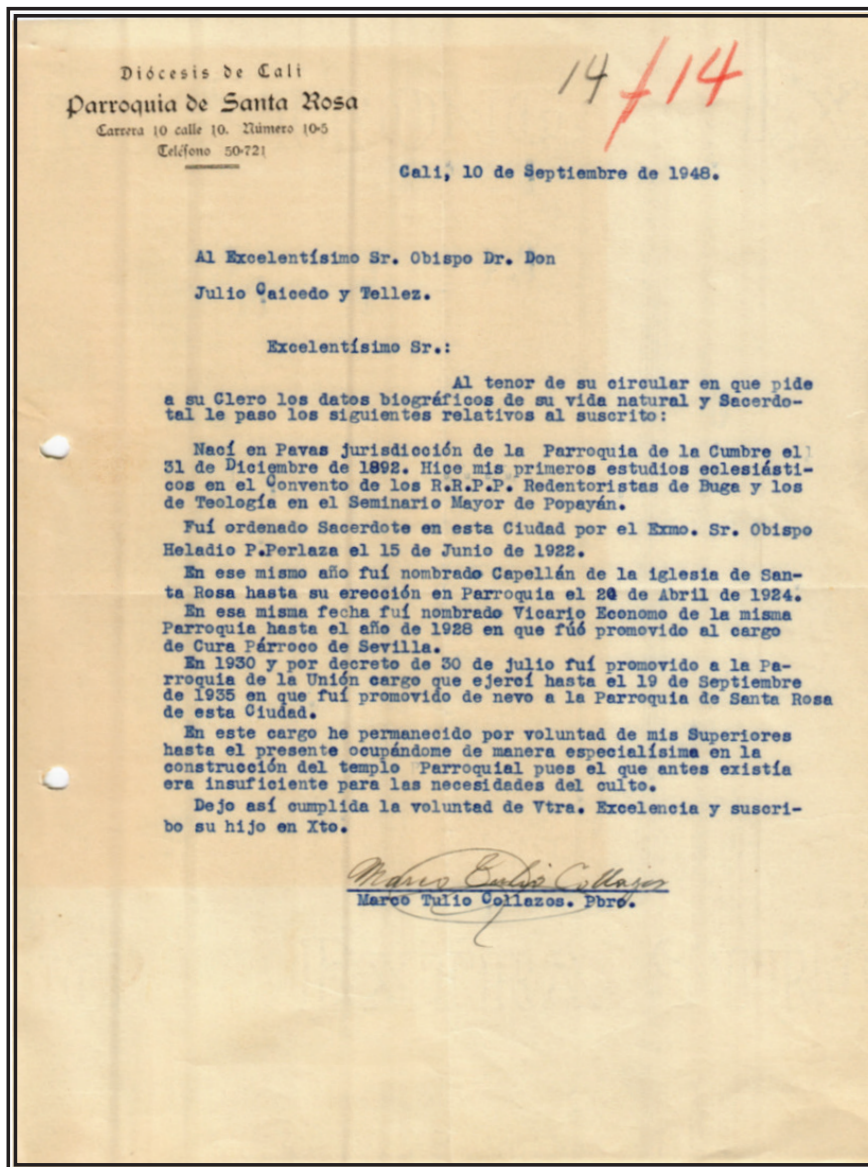 14 / 14
Diócesis de Cali
Parroquia de Santa Rosa
Carrera 10 calle 10. Número 10-5
Teléfono 50-721
Cali, 10 de Septiembre de 1948.
Al Excelentísimo Sr. Obispo Dr. Don
Julio Caicedo y Tellez.
Excelentísimo Sr.:
Al tenor de su circular en que pide
a su Clero los datos biográficos de su vida natural y Sacerdo-
tal le paso los siguientes relativos al suscrito:
Nací en Pavas jurisdicción de la Parroquia de la Cumbre el
31 de Diciembre de 1892. Hice mis primeros estudios eclesiásti-
cos en el Convento de los R.R.P.P. Redentoristas de Buga y los
de Teología en el Seminario Mayor de Popayán.
Fuí ordenado Sacerdote en esta Ciudad por el Exmo. Sr. Obispo
Heladio P.Perlaza el 15 de Junio de 1922.
En ese mismo año fuí nombrado Capellán de la iglesia de San-
ta Rosa hasta su erección en Parroquia el de Abril de 1924.
En esa misma fecha fuí nombrado Vicario Economo de la misma
Parroquia hasta el año de 1928 en que fúó promovido al cargo
de Cura Párroco de Sevilla.
En 1930 y por decreto de 30 de julio fuí promovido a la Pa-
rroquia de la Unión cargo que ejercí hasta el 19 de Septiembre
de 1935 en que fuí promovido de nevo a la Parroquia de Santa Rosa
de esta Ciudad.
En este cargo he permanecido por voluntad de mis Superiores
hasta el presente ocupándome de manera especialísima en la
construcción del templo Parroquial pues el que antes existía
era insuficiente para las necesidades del culto.
Dejo así cumplida la voluntad de Vtra. Excelencia y suscri-
bo su hijo en Xto.
Marco Tulio Collazos
Marco Tulio Collazos. Pbro.